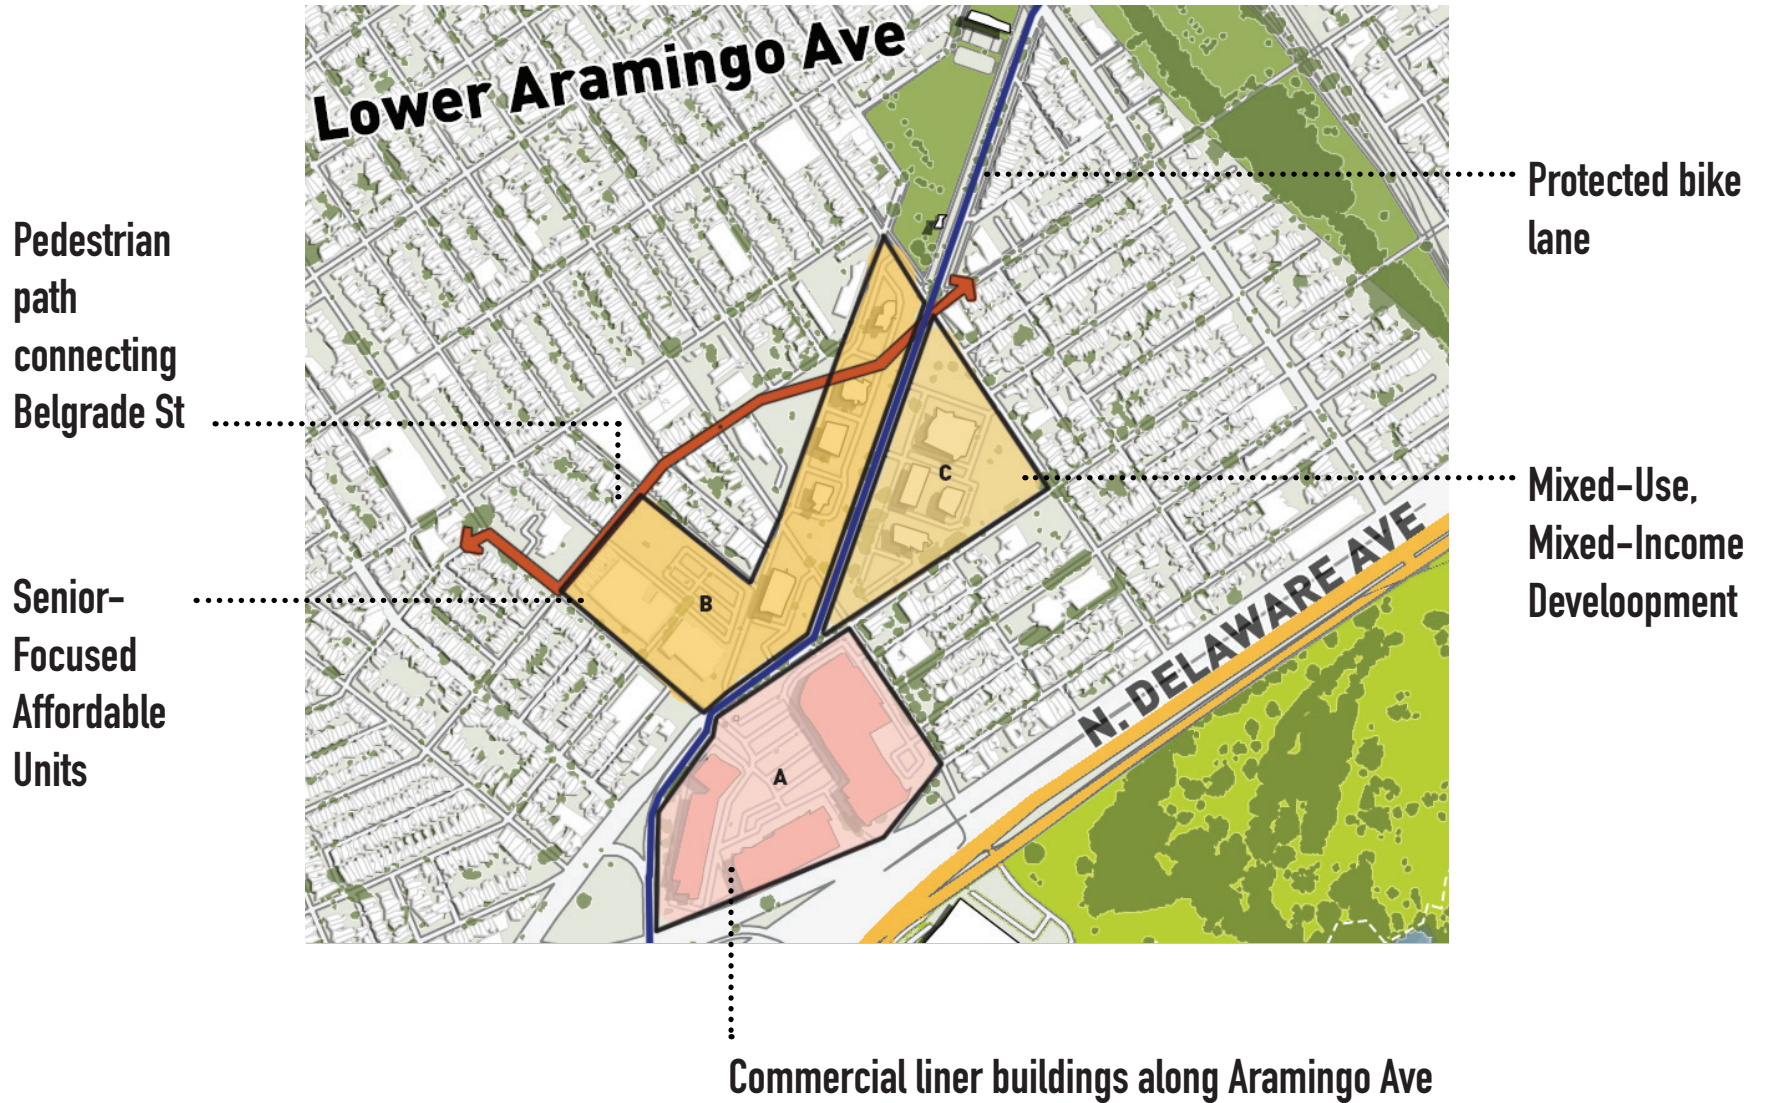 Lower Aramingo Ave
Protected bike
lane
Pedestrian
path
connecting
Belgrade St
C
Mixed-Use,
Mixed-Income
Develoopment
N. DELAWARE AVE
Senior-
Focused
Affordable
Units
B
A
Commercial liner buildings along Aramingo Ave